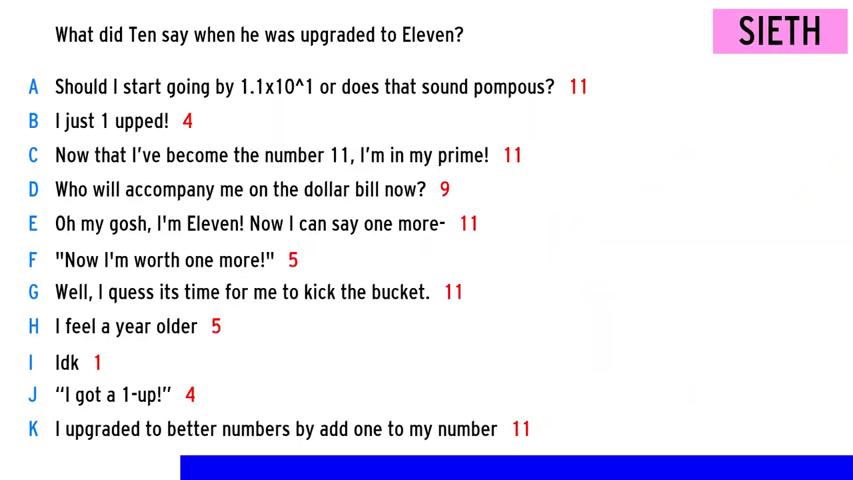 What did Ten say when he was upgraded to Eleven?
SIETH
A Should I start going by 1.1x10^1 or does that sound pompous? 11
B I just 1 upped! 4
C Now that I've become the number 11, I'm in my prime! 11
D Who will accompany me on the dollar bill now? 9
E Oh my gosh, I'm Eleven! Now I can say one more- 11
F "Now I'm worth one more!" 5
G Well, I guess its time for me to kick the bucket. 11
H I feel a year older 5
I Idk 1
J “I got a 1-up!” 4
K I upgraded to better numbers by add one to my number 11